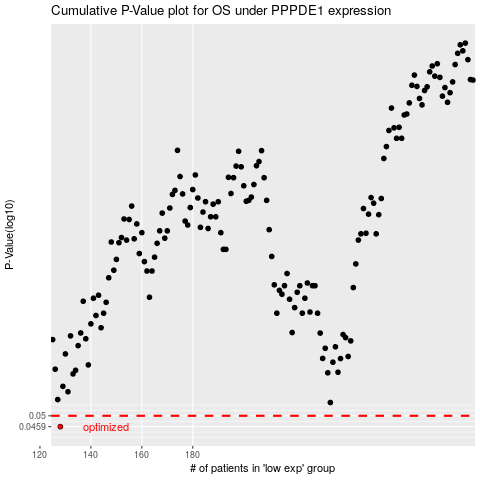 Cumulative P-Value plot for OS under PPPDE1 expression
P-Value(log10)
0.05
0.0459
optimized
120 140 160 180
# of patients in 'low exp' group